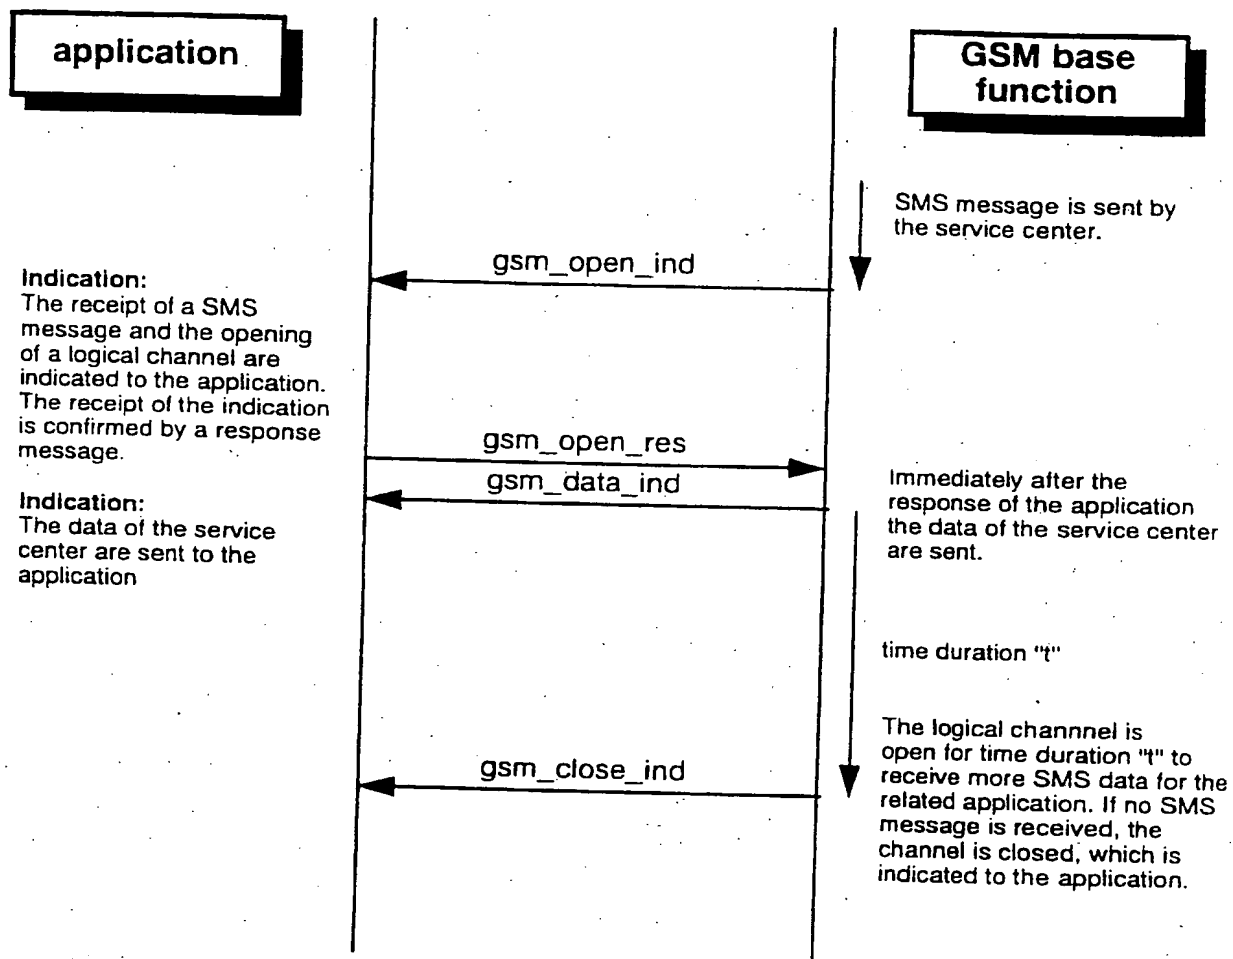 application
GSM base
function
SMS message is sent by
the service center.
gsm_open_ind
Indication:
The receipt of a SMS
message and the opening
of a logical channel are
indicated to the application.
The receipt of the indication
is confirmed by a response
message.
gsm_open_res
gsm_data_ind
Indication:
The data of the service
center are sent to the
application
Immediately after the
response of the application
the data of the service center
are sent.
time duration "t"
The logical channnel is
open for time duration "t" to
receive more SMS data for the
related application. If no SMS
message is received, the
channel is closed, which is
indicated to the application.
gsm_close_ind